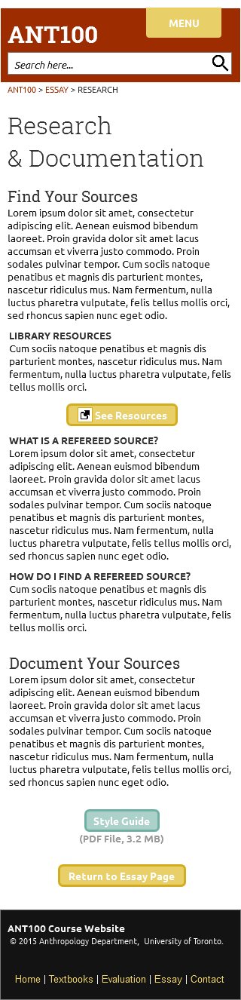 MENU
ANT100
Search here...
ANT100 > ESSAY > RESEARCH
Research
& Documentation
Find Your Sources
Lorem ipsum dolor sit amet, consectetur
adipiscing elit. Aenean euismod bibendum
laoreet. Proin gravida dolor sit amet lacus
accumsan et viverra justo commodo. Proin
sodales pulvinar tempor. Cum sociis natoque
penatibus et magnis dis parturient montes,
nascetur ridiculus mus. Nam fermentum, nulla
luctus pharetra vulputate, felis tellus mollis orci,
sed rhoncus sapien nunc eget odio.
LIBRARY RESOURCES
Cum sociis natoque penatibus et magnis dis
parturient montes, nascetur ridiculus mus. Nam
fermentum, nulla luctus pharetra vulputate, felis
tellus mollis orci.
See Resources
WHAT IS A REFEREED SOURCE?
Lorem ipsum dolor sit amet, consectetur
adipiscing elit. Aenean euismod bibendum
laoreet. Proin gravida dolor sit amet lacus
accumsan et viverra justo commodo. Proin
sodales pulvinar tempor. Cum sociis natoque
penatibus et magnis dis parturient montes,
nascetur ridiculus mus. Nam fermentum, nulla
luctus pharetra vulputate, felis tellus mollis orci,
sed rhoncus sapien nunc eget odio.
HOW DO I FIND A REFEREED SOURCE?
Cum sociis natoque penatibus et magnis dis
parturient montes, nascetur ridiculus mus. Nam
fermentum, nulla luctus pharetra vulputate, felis
tellus mollis orci.
Document Your Sources
Lorem ipsum dolor sit amet, consectetur
adipiscing elit. Aenean euismod bibendum
laoreet. Proin gravida dolor sit amet lacus
accumsan et viverra justo commodo. Proin
sodales pulvinar tempor. Cum sociis natoque
penatibus et magnis dis parturient montes,
nascetur ridiculus mus. Nam fermentum, nulla
luctus pharetra vulputate, felis tellus mollis orci,
sed rhoncus sapien nunc eget odio.
Style Guide
(PDF File, 3.2 MB)
Return to Essay Page
ANT100 Course Website
© 2015 Anthropology Department, University of Toronto.
Home | Textbooks | Evaluation | Essay | Contact